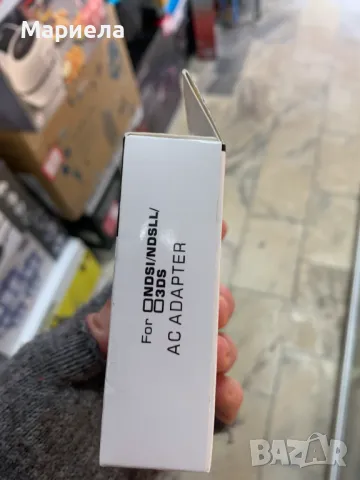 Мариела
For □NDSI/NDSLL/
□3DS
AC ADAPTER
BAZAR